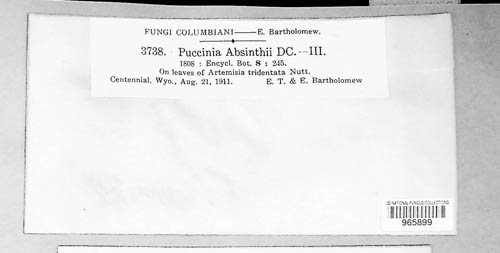 FUNGI COLUMBIANI—E. Bartholomew.
3738. Puccinia Absinthii DC.—III.
1808 : Encycl. Bot. 8 : 245.
On leaves of Artemisia tridentata Nutt.
Centennial, Wyo., Aug. 21, 1911. E. T. & E. Bartholomew
US NATIONAL FUNGUS COLLECTIONS
965899